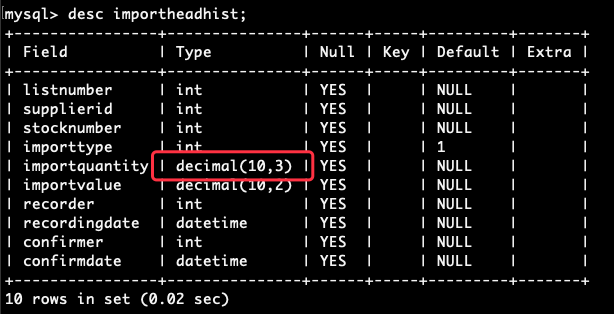 mysql> desc importheadhist;
+----------------+---------------+------+-----+---------+-------+
| Field          | Type          | Null | Key | Default | Extra |
+----------------+---------------+------+-----+---------+-------+
| listnumber     | int           | YES  |     | NULL    |       |
| supplierid     | int           | YES  |     | NULL    |       |
| stocknumber    | int           | YES  |     | NULL    |       |
| importtype     | int           | YES  |     | 1       |       |
| importquantity | decimal(10,3) | YES  |     | NULL    |       |
| importvalue    | decimal(10,2) | YES  |     | NULL    |       |
| recorder       | int           | YES  |     | NULL    |       |
| recordingdate  | datetime      | YES  |     | NULL    |       |
| confirmer      | int           | YES  |     | NULL    |       |
| confirmdate    | datetime      | YES  |     | NULL    |       |
+----------------+---------------+------+-----+---------+-------+
10 rows in set (0.02 sec)